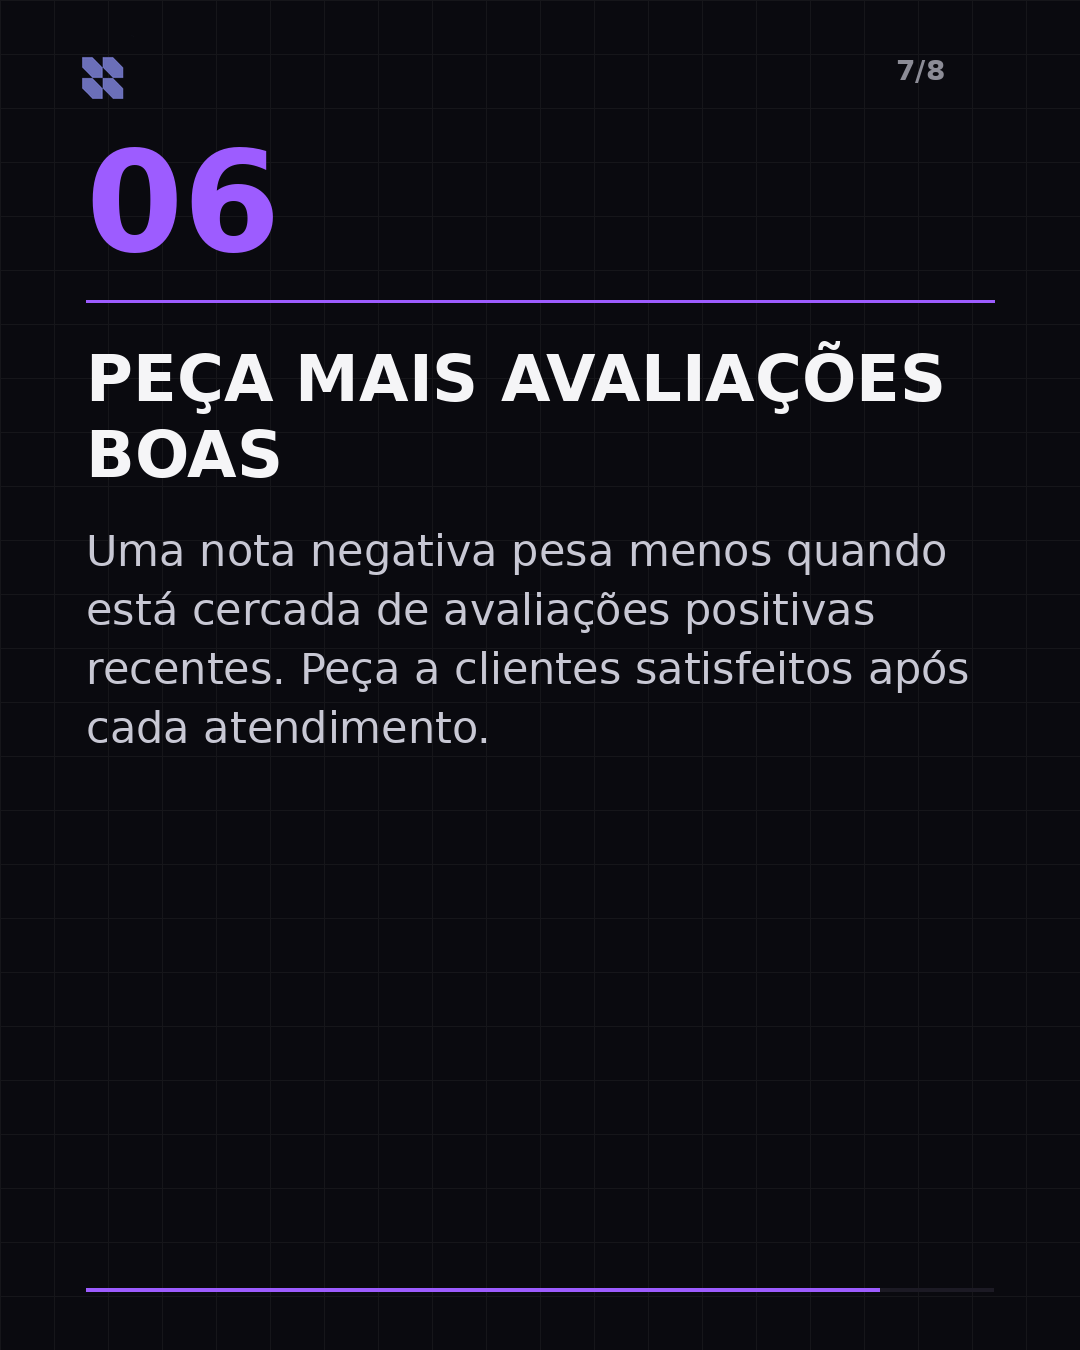 7/8
06
PEÇA MAIS AVALIAÇÕES
BOAS
Uma nota negativa pesa menos quando
está cercada de avaliações positivas
recentes. Peça a clientes satisfeitos após
cada atendimento.